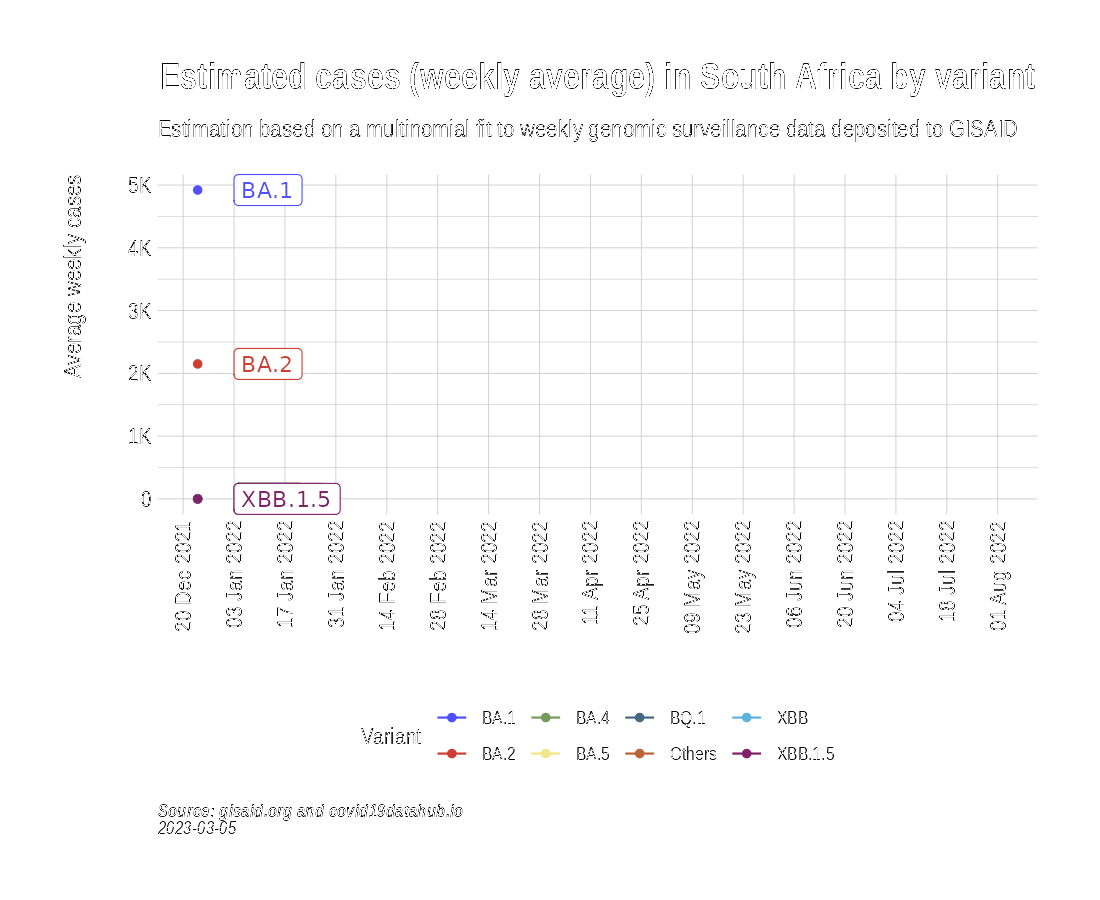 Estimated cases (weekly average) in South Africa by variant
Estimation based on a multinomial fit to weekly genomic surveillance data deposited to GISAID
Average weekly cases
5K
4K
3K
2K
1K
0
BA.1
BA.2
XBB.1.5
20 Dec 2021
03 Jan 2022
17 Jan 2022
31 Jan 2022
14 Feb 2022
28 Feb 2022
14 Mar 2022
28 Mar 2022
11 Apr 2022
25 Apr 2022
09 May 2022
23 May 2022
06 Jun 2022
20 Jun 2022
04 Jul 2022
18 Jul 2022
01 Aug 2022
Variant
BA.1 BA.4 BQ.1 XBB
BA.2 BA.5 Others XBB.1.5
Source: gisaid.org and covid19datahub.io
2023-03-05